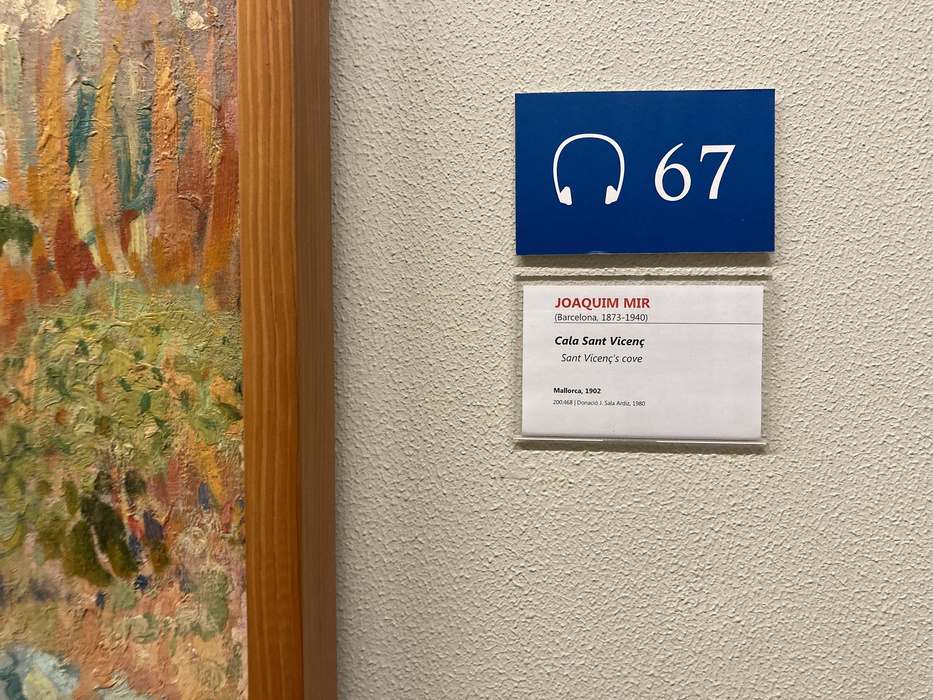 67
JOAQUIM MIR
(Barcelona, 1873-1940)
Cala Sant Vicenç
Sant Vicenç's cove
Mallorca, 1902
200.468 | Donació J. Sala Ardiz, 1980